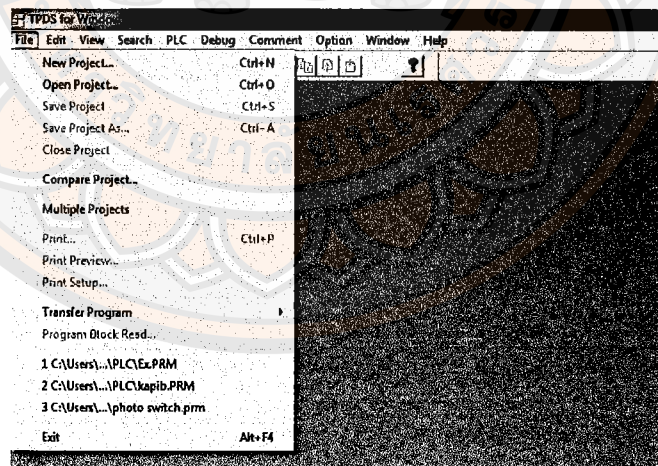 TPDS for
File Edit View Search PLC Debug Comment Option Window Help
New Project... Ctrl+N
Open Project... Ctrl+O
Save Project Ctrl+S
Save Project As... Ctrl-A
Close Project
Compare Project...
Multiple Projects
Print... Ctrl+P
Print Preview...
Print Setup...
Transfer Program
Program Block Read...
1 C:\Users\...\PLC\Ex.PRM
2 C:\Users\...\PLC\kapib.PRM
3 C:\Users\...\photo switch.prm
Exit Alt+F4